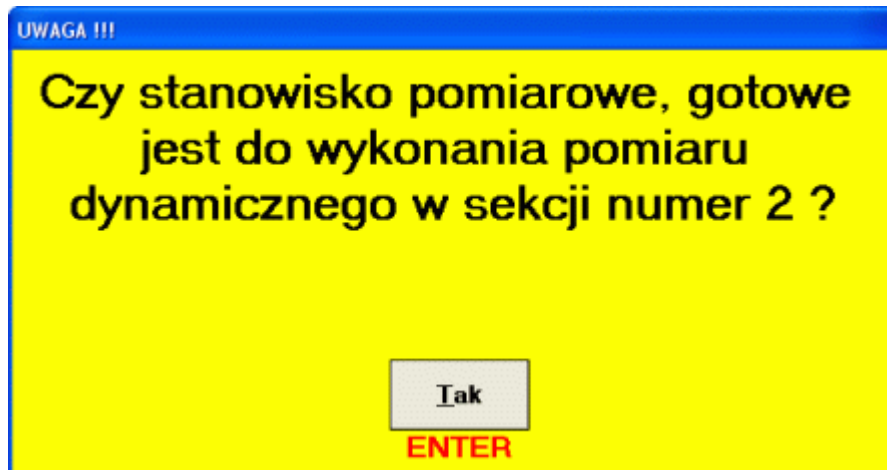 UWAGA !!!
Czy stanowisko pomiarowe, gotowe
jest do wykonania pomiaru
dynamicznego w sekcji numer 2 ?
Tak
ENTER